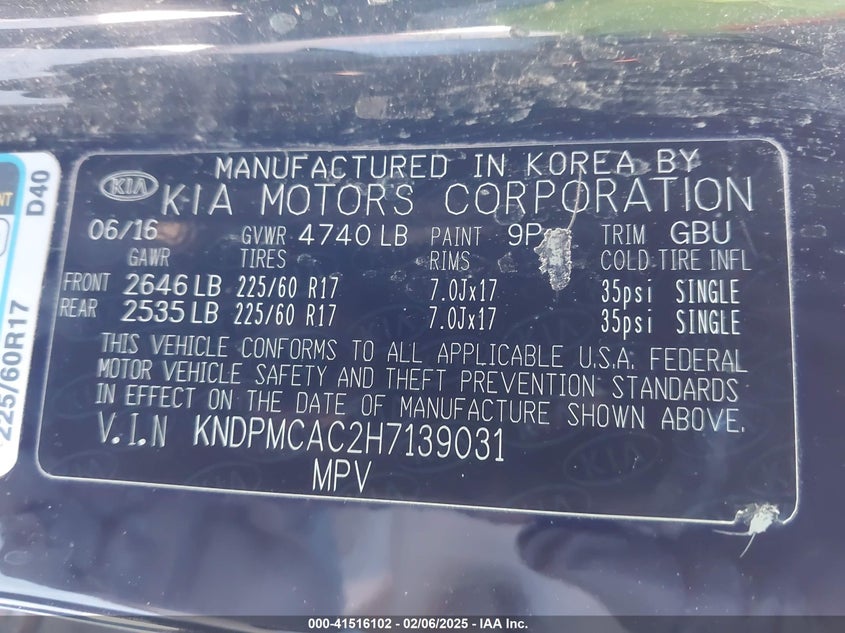 MANUFACTURED IN KOREA BY
KIA KIA MOTORS CORPORATION
06/16 GVWR 4740 LB PAINT 9P TRIM GBU
GAWR TIRES RIMS COLD TIRE INFL
FRONT 2646 LB 225/60 R17 7.0Jx17 35psi SINGLE
REAR 2535 LB 225/60 R17 7.0Jx17 35psi SINGLE
THIS VEHICLE CONFORMS TO ALL APPLICABLE U.S.A. FEDERAL
MOTOR VEHICLE SAFETY AND THEFT PREVENTION STANDARDS
IN EFFECT ON THE DATE OF MANUFACTURE SHOWN ABOVE.
V.I.N KNDPMCAC2H7139031
MPV
D40
225/60R17
000-41516102 - 02/06/2025 - IAA Inc.